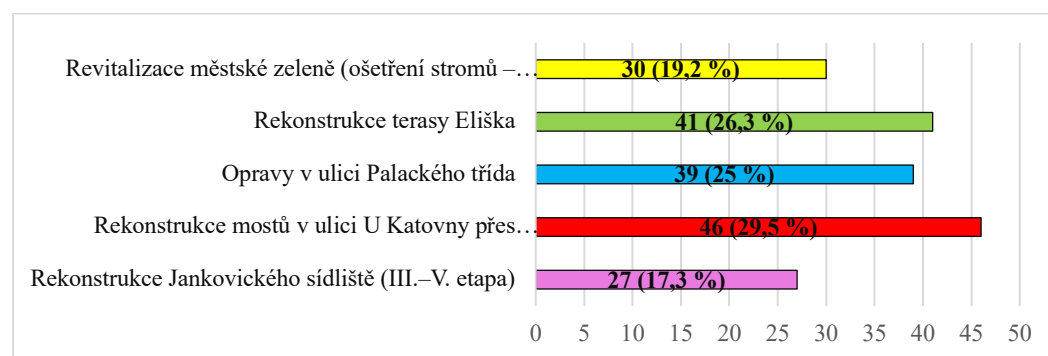 Revitalizace městské zeleně (ošetření stromů –… 30 (19,2 %)
Rekonstrukce terasy Eliška 41 (26,3 %)
Opravy v ulici Palackého třída 39 (25 %)
Rekonstrukce mostů v ulici U Katovny přes… 46 (29,5 %)
Rekonstrukce Jankovického sídliště (III.–V. etapa) 27 (17,3 %)
0 5 10 15 20 25 30 35 40 45 50